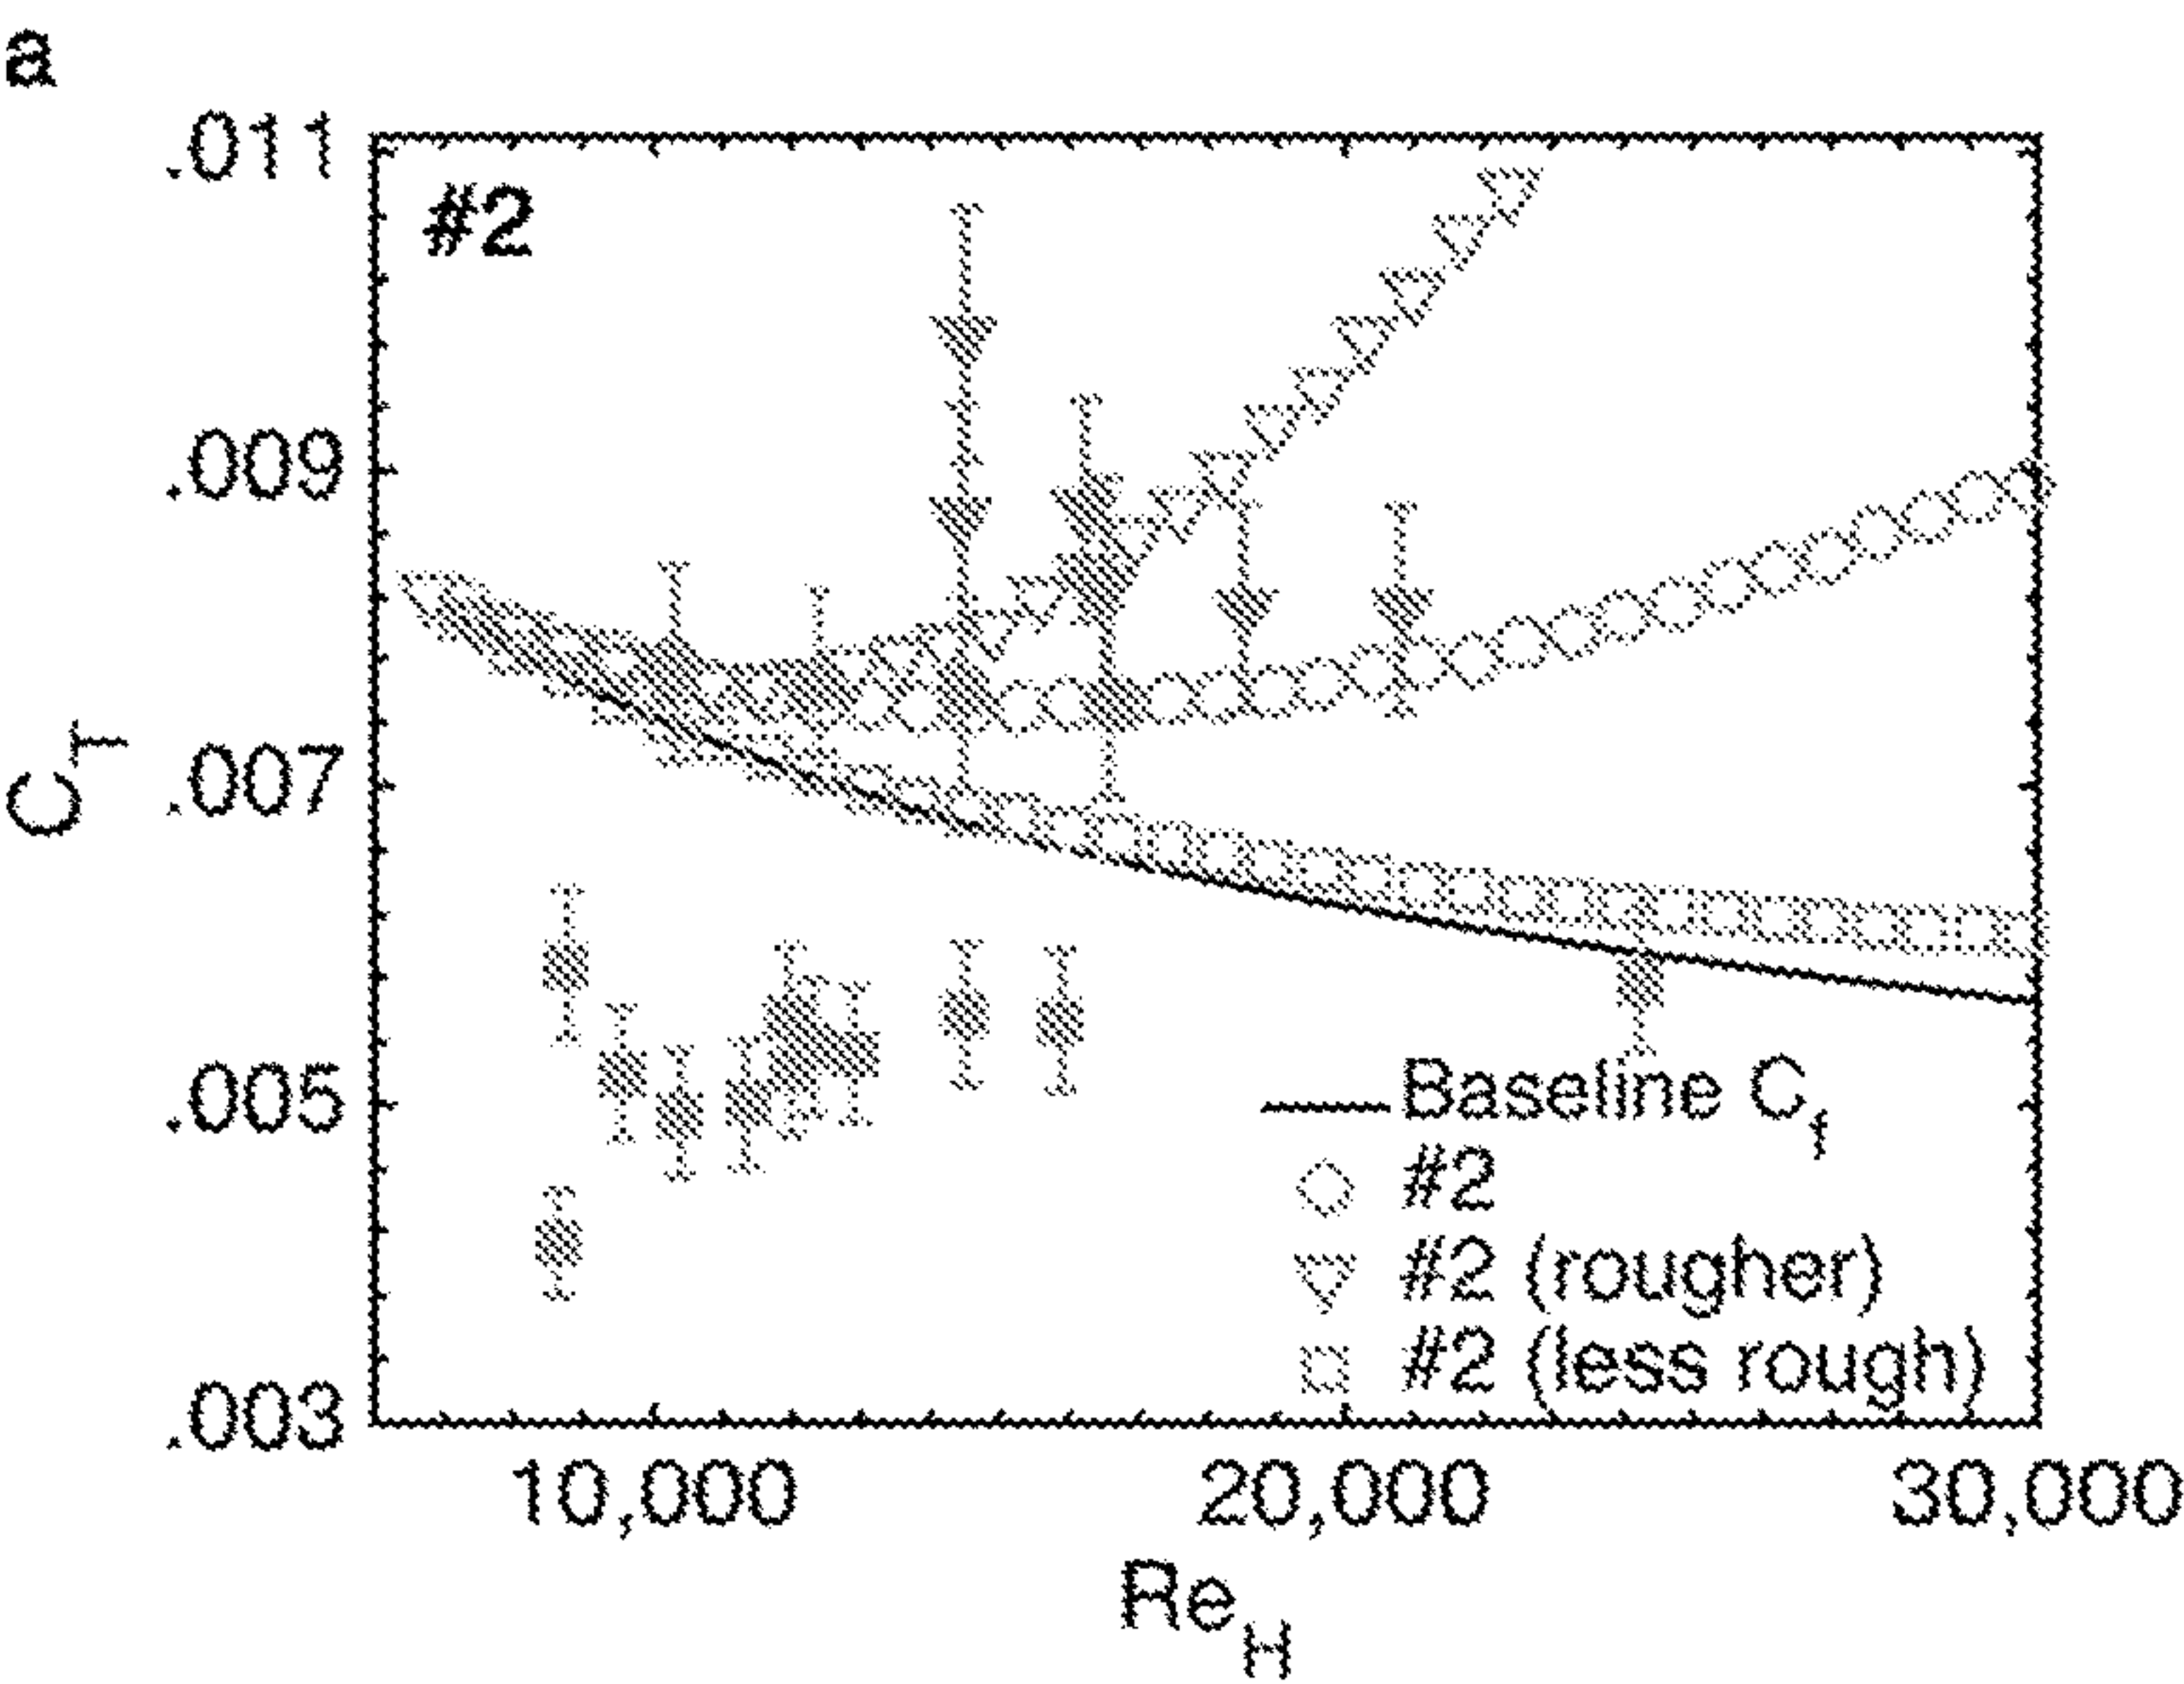 a
.011
#2
.009
C_T
.007
.005
Baseline C_f
#2
#2 (rougher)
#2 (less rough)
.003
10,000 20,000 30,000
Re_H